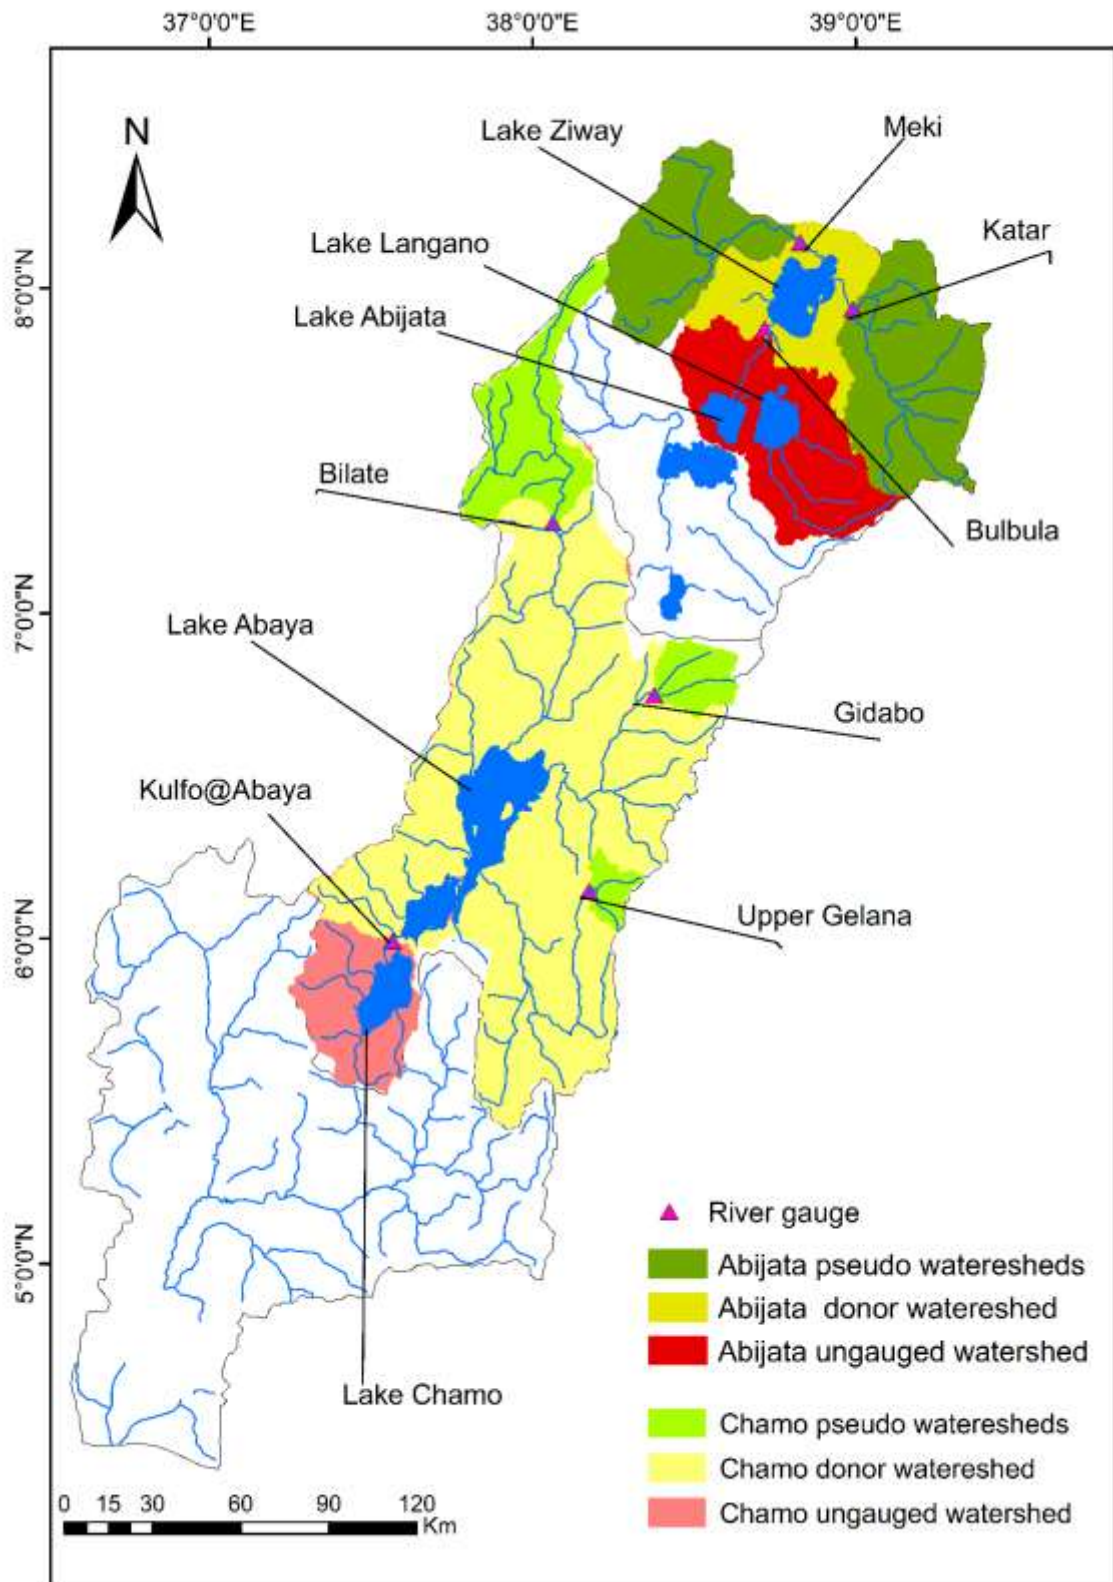 37°0'0"E 38°0'0"E 39°0'0"E
N
Lake Ziway
Meki
Lake Langano
Katar
8°0'0"N
Lake Abijata
Bilate
Bulbula
7°0'0"N
Lake Abaya
Gidabo
Kulfo@Abaya
Upper Gelana
6°0'0"N
River gauge
5°0'0"N
Abijata pseudo wateresheds
Abijata donor watereshed
Abijata ungauged watershed
Lake Chamo
Chamo pseudo wateresheds
Chamo donor watereshed
Chamo ungauged watershed
0 15 30 60 90 120
Km